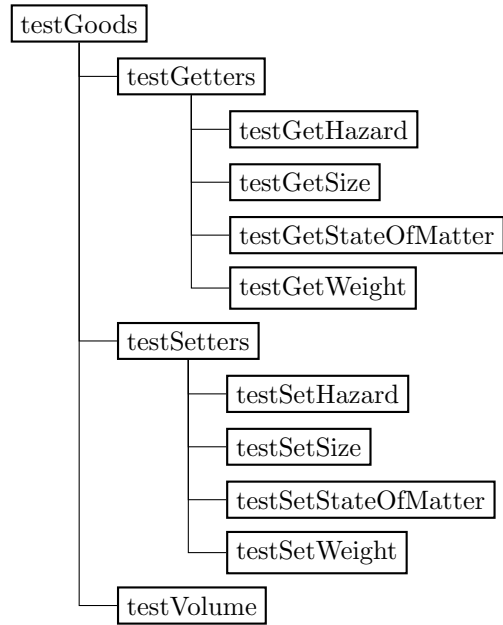 testGoods
testGetters
testGetHazard
testGetSize
testGetStateOfMatter
testGetWeight
testSetters
testSetHazard
testSetSize
testSetStateOfMatter
testSetWeight
testVolume